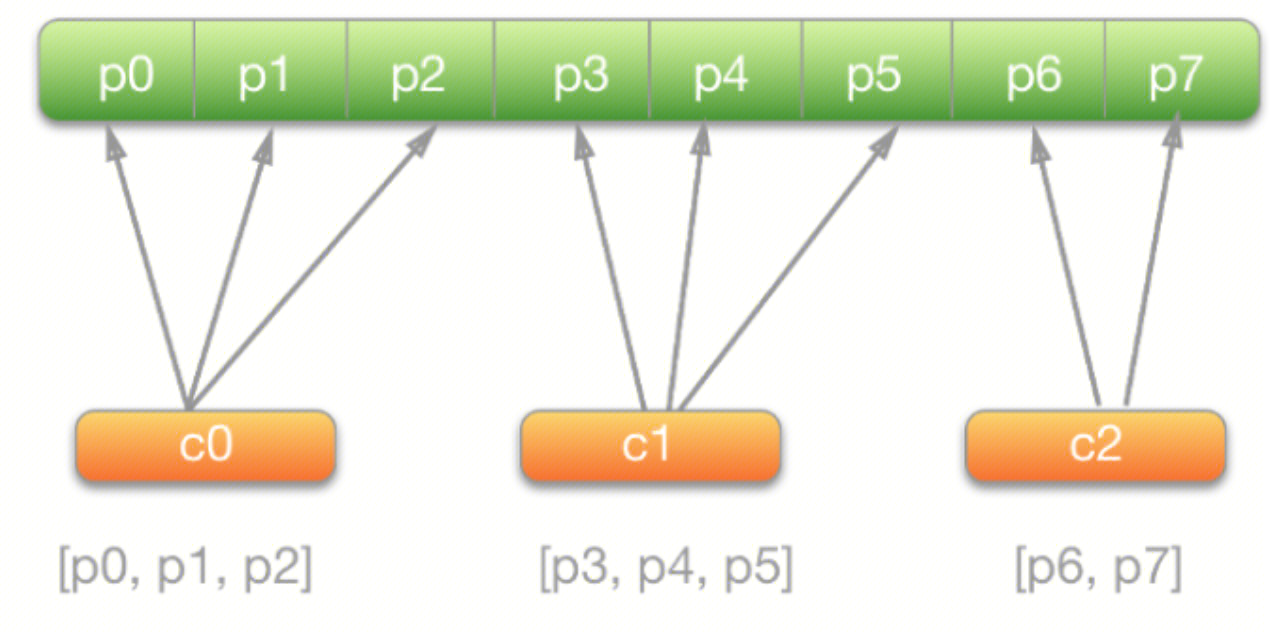 p0 p1 p2 p3 p4 p5 p6 p7
c0 c1 c2
[p0, p1, p2] [p3, p4, p5] [p6, p7]